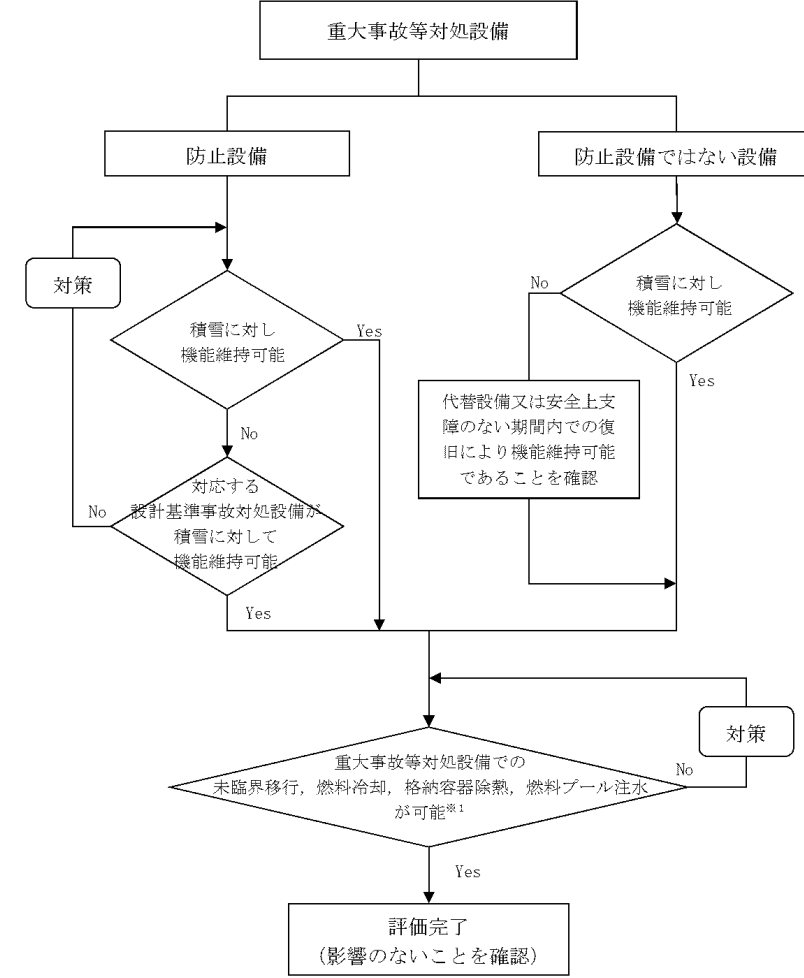 重大事故等対処設備
防止設備
防止設備ではない設備
対策
積雪に対し
機能維持可能
Yes
No
積雪に対し
機能維持可能
No
Yes
代替設備又は安全上支
障のない期間内での復
旧により機能維持可能
であることを確認
対応する
設計基準事故対処設備が
積雪に対して
機能維持可能
No
Yes
対策
重大事故等対処設備での
未臨界移行，燃料冷却，格納容器除熱，燃料プール注水
が可能※1
No
Yes
評価完了
（影響のないことを確認）